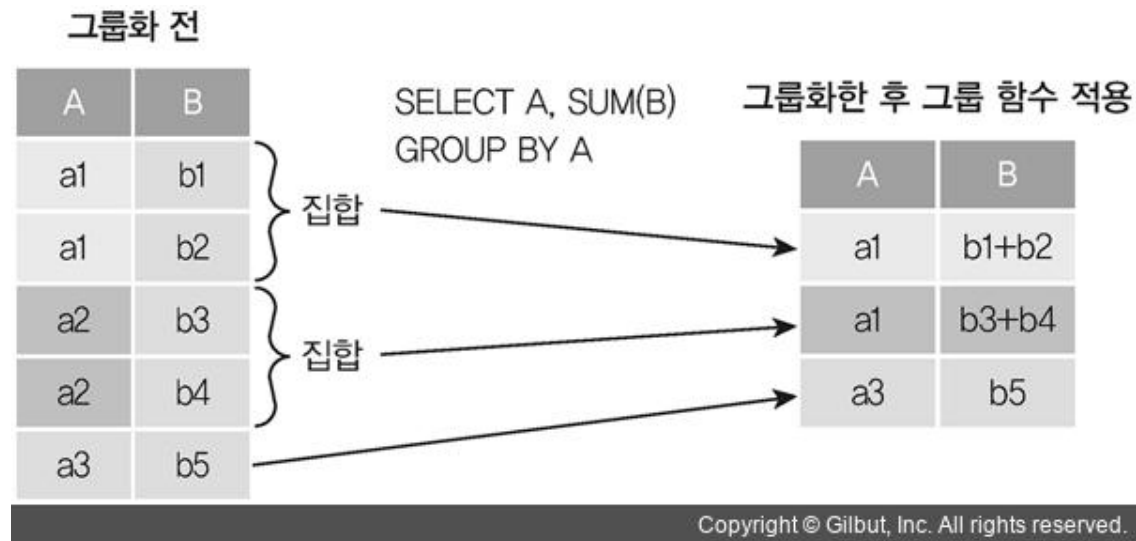 그룹화 전
A B
a1 b1
a1 b2
a2 b3
a2 b4
a3 b5
집합
집합
SELECT A, SUM(B)
GROUP BY A
그룹화한 후 그룹 함수 적용
A B
a1 b1+b2
a1 b3+b4
a3 b5
Copyright © Gilbut, Inc. All rights reserved.